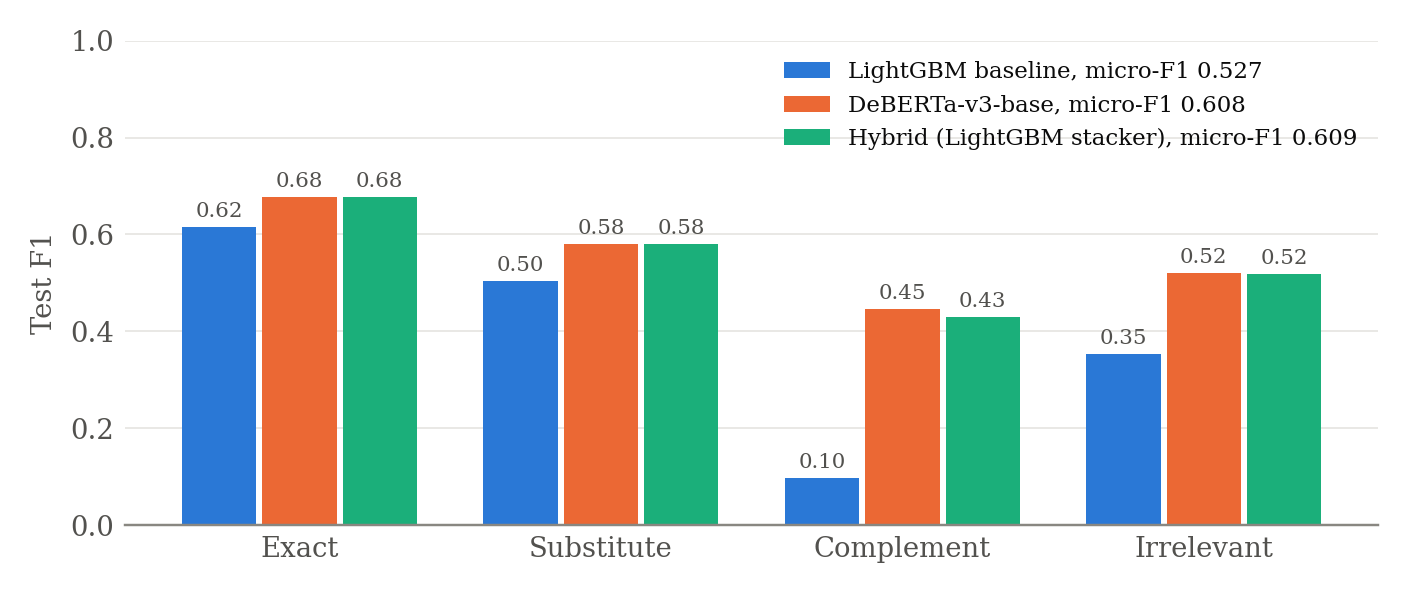 1.0
LightGBM baseline, micro-F1 0.527
DeBERTa-v3-base, micro-F1 0.608
Hybrid (LightGBM stacker), micro-F1 0.609
0.8
0.6
0.4
0.2
0.0
Test F1
0.62
0.68
0.68
0.50
0.58
0.58
0.10
0.45
0.43
0.35
0.52
0.52
Exact
Substitute
Complement
Irrelevant